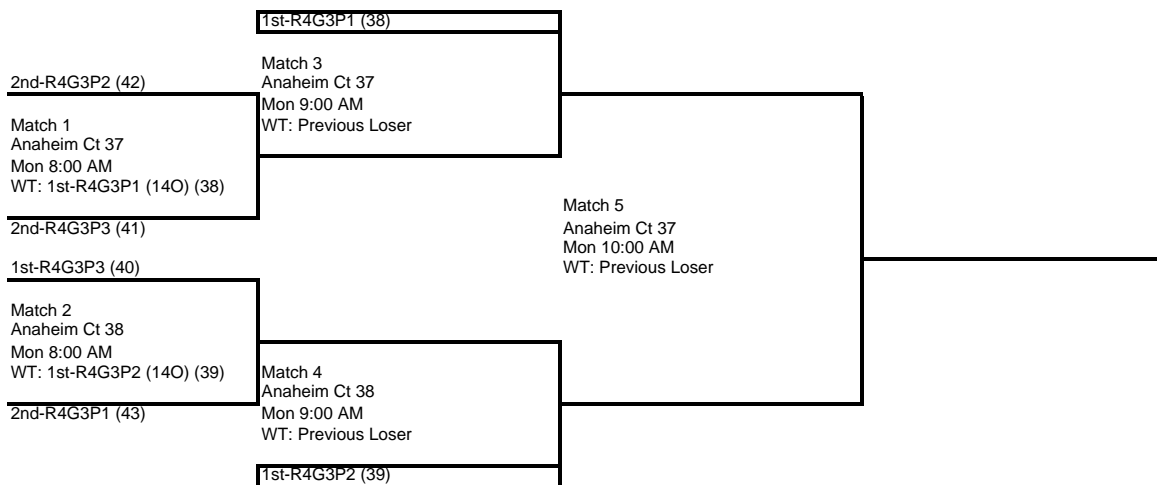 1st-R4G3P1 (38)
Match 3
Anaheim Ct 37
Mon 9:00 AM
WT: Previous Loser
2nd-R4G3P2 (42)
Match 1
Anaheim Ct 37
Mon 8:00 AM
WT: 1st-R4G3P1 (14O) (38)
2nd-R4G3P3 (41)
Match 5
Anaheim Ct 37
Mon 10:00 AM
WT: Previous Loser
1st-R4G3P3 (40)
Match 2
Anaheim Ct 38
Mon 8:00 AM
WT: 1st-R4G3P2 (14O) (39)
2nd-R4G3P1 (43)
Match 4
Anaheim Ct 38
Mon 9:00 AM
WT: Previous Loser
1st-R4G3P2 (39)